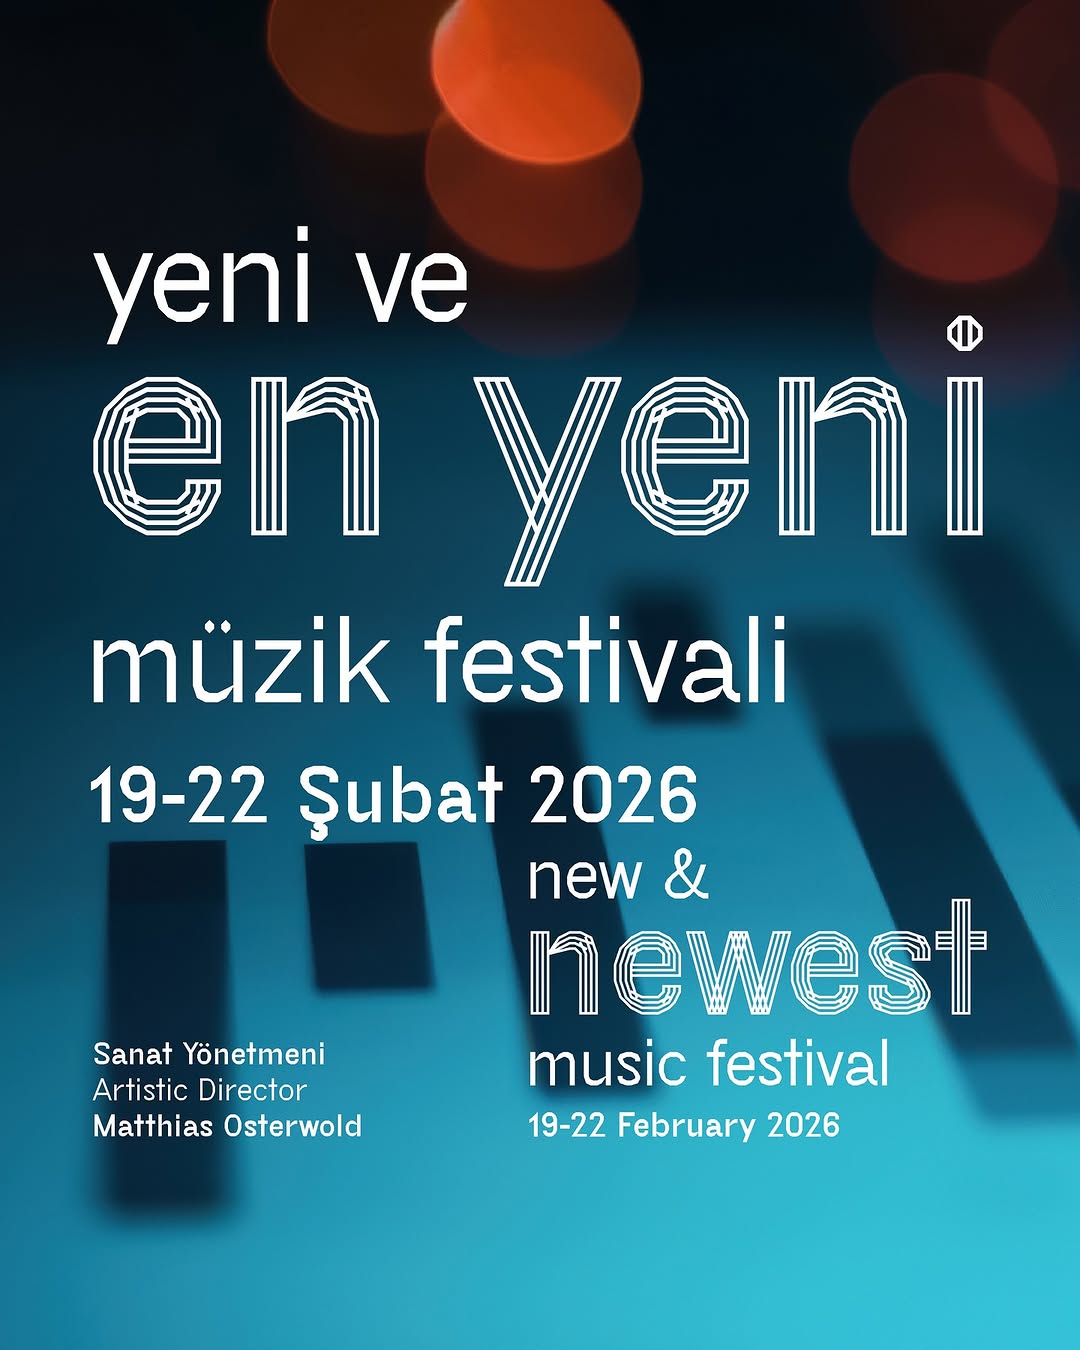 yeni ve
en yeni
müzik festivali
19-22 Şubat 2026
new &
newest
music festival
19-22 February 2026
Sanat Yönetmeni
Artistic Director
Matthias Osterwold